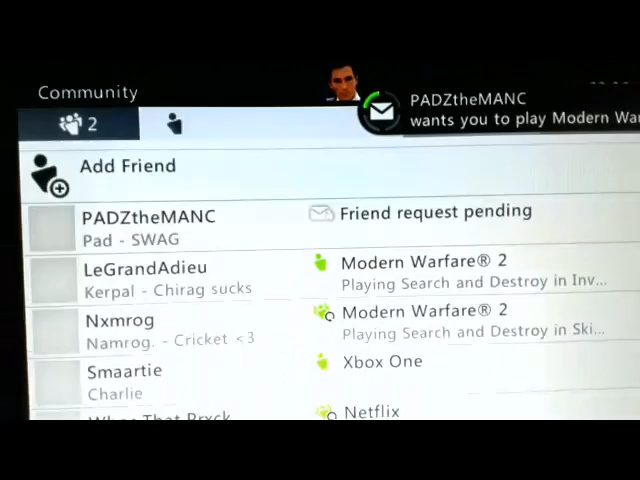 Community
PADZtheMANC
wants you to play Modern War
2
Add Friend
PADZtheMANC
Pad - SWAG
Friend request pending
LeGrandAdieu
Kerpal - Chirag sucks
Modern Warfare® 2
Playing Search and Destroy in Inv...
Nxmrog
Namrog. - Cricket <3
Modern Warfare® 2
Playing Search and Destroy in Ski...
Smaartie
Charlie
Xbox One
Netflix